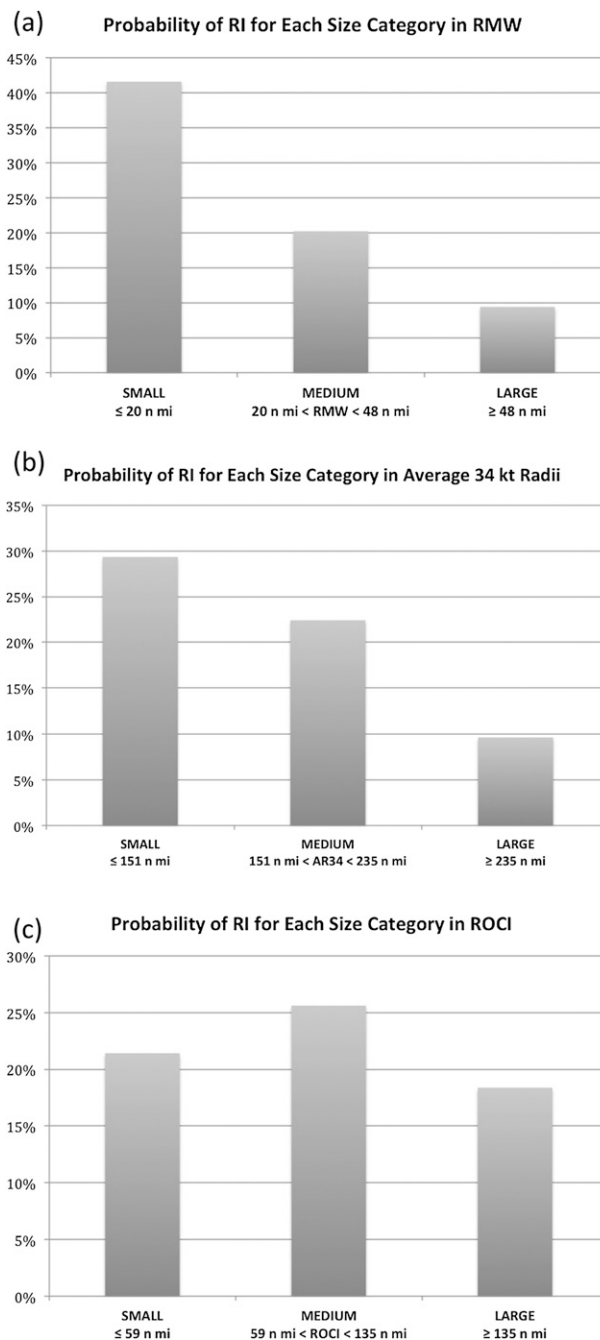 (a)
Probability of RI for Each Size Category in RMW
45%
40%
35%
30%
25%
20%
15%
10%
5%
0%
SMALL MEDIUM LARGE
≤ 20 n mi 20 n mi < RMW < 48 n mi ≥ 48 n mi
(b)
Probability of RI for Each Size Category in Average 34 kt Radii
35%
30%
25%
20%
15%
10%
5%
0%
SMALL MEDIUM LARGE
≤ 151 n mi 151 n mi < AR34 < 235 n mi ≥ 235 n mi
(c)
Probability of RI for Each Size Category in ROCI
30%
25%
20%
15%
10%
5%
0%
SMALL MEDIUM LARGE
≤ 59 n mi 59 n mi < ROCI < 135 n mi ≥ 135 n mi